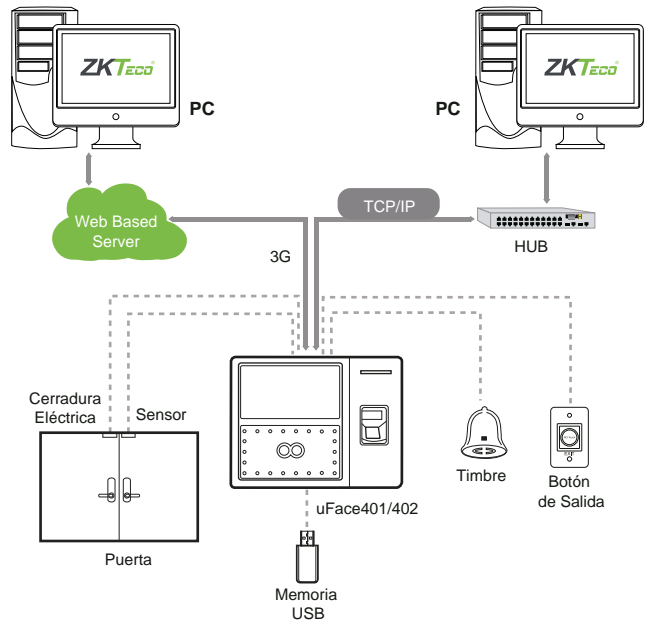 ZKTeco
PC
PC
ZKTeco
Web Based
Server
TCP/IP
HUB
3G
Cerradura
Eléctrica
Sensor
Puerta
uFace401/402
Memoria
USB
Timbre
EXIT
Botón
de Salida